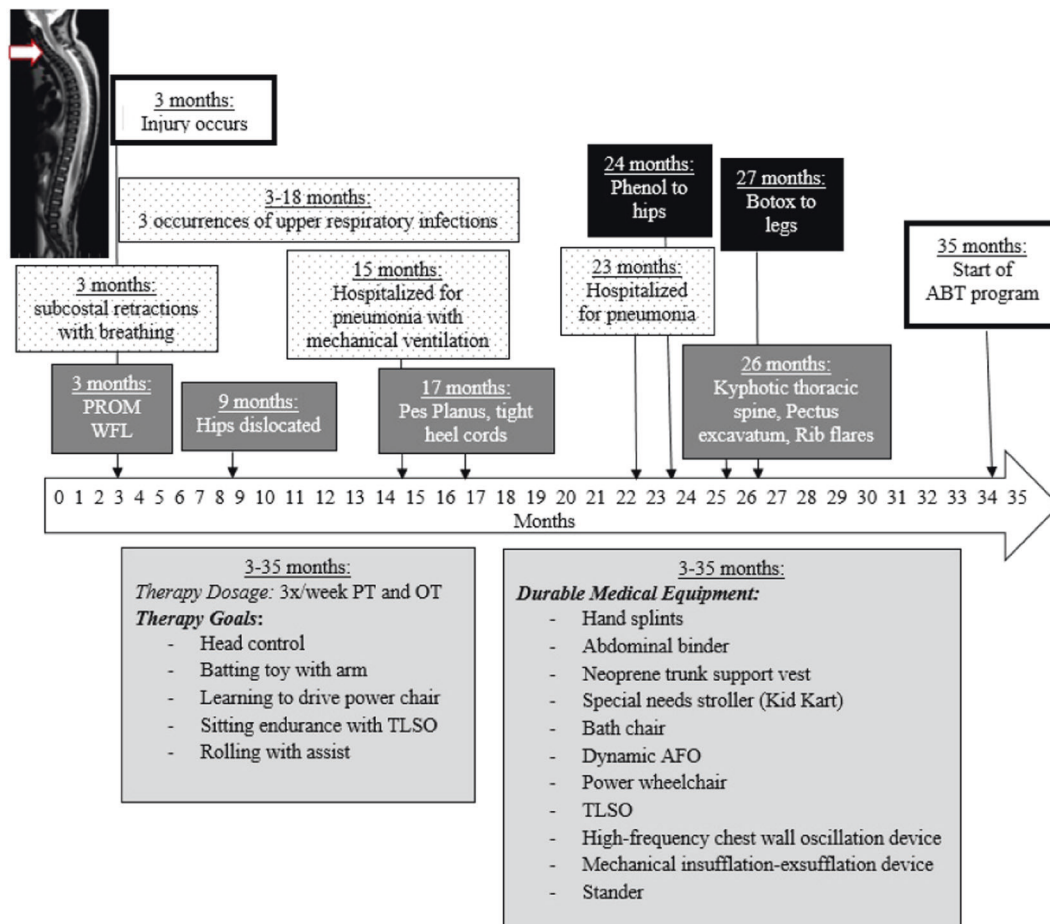 3 months:
Injury occurs
3-18 months:
3 occurrences of upper respiratory infections
24 months:
Phenol to
hips
27 months:
Botox to
legs
35 months:
Start of
ABT program
3 months:
subcostal retractions
with breathing
15 months:
Hospitalized for
pneumonia with
mechanical ventilation
23 months:
Hospitalized
for pneumonia
3 months:
PROM
WFL
9 months:
Hips dislocated
17 months:
Pes Planus, tight
heel cords
26 months:
Kyphotic thoracic
spine, Pectus
excavatum, Rib flares
0 1 2 3 4 5 6 7 8 9 10 11 12 13 14 15 16 17 18 19 20 21 22 23 24 25 26 27 28 29 30 31 32 33 34 35
Months
3-35 months:
Therapy Dosage: 3x/week PT and OT
Therapy Goals:
- Head control
- Batting toy with arm
- Learning to drive power chair
- Sitting endurance with TLSO
- Rolling with assist
3-35 months:
Durable Medical Equipment:
- Hand splints
- Abdominal binder
- Neoprene trunk support vest
- Special needs stroller (Kid Kart)
- Bath chair
- Dynamic AFO
- Power wheelchair
- TLSO
- High-frequency chest wall oscillation device
- Mechanical insufflation-exsufflation device
- Stander